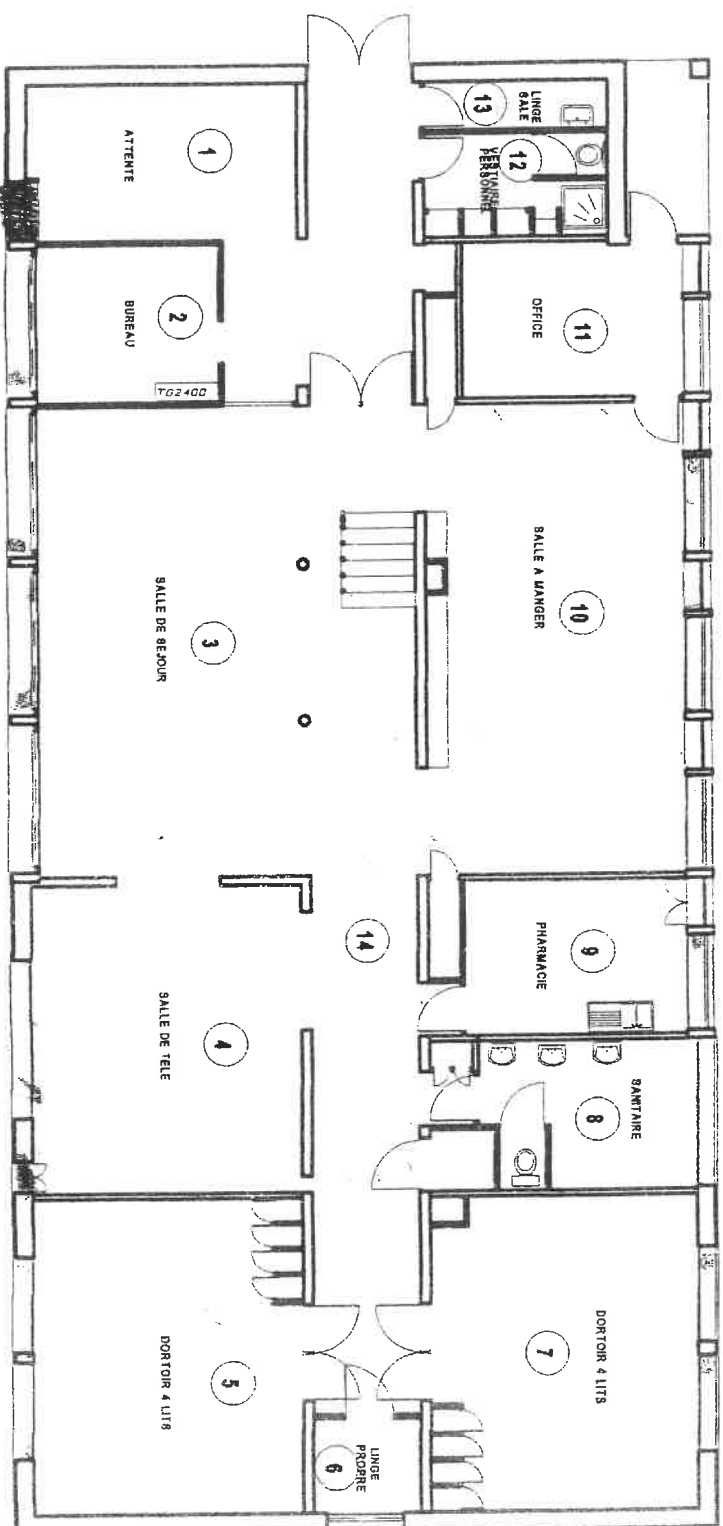 ATTENTE
1
BUREAU
2
TG2400
SALLE DE SEJOUR
3
SALLE DE TELE
4
DORTOIR 4 LITS
5
LINGE
PROPRE
6
DORTOIR 4 LITS
7
SANITAIRE
8
PHARMACIE
9
SALLE A MANGER
10
OFFICE
11
VESTIAIRE
PERSONNEL
12
LINGE
SALE
13
14